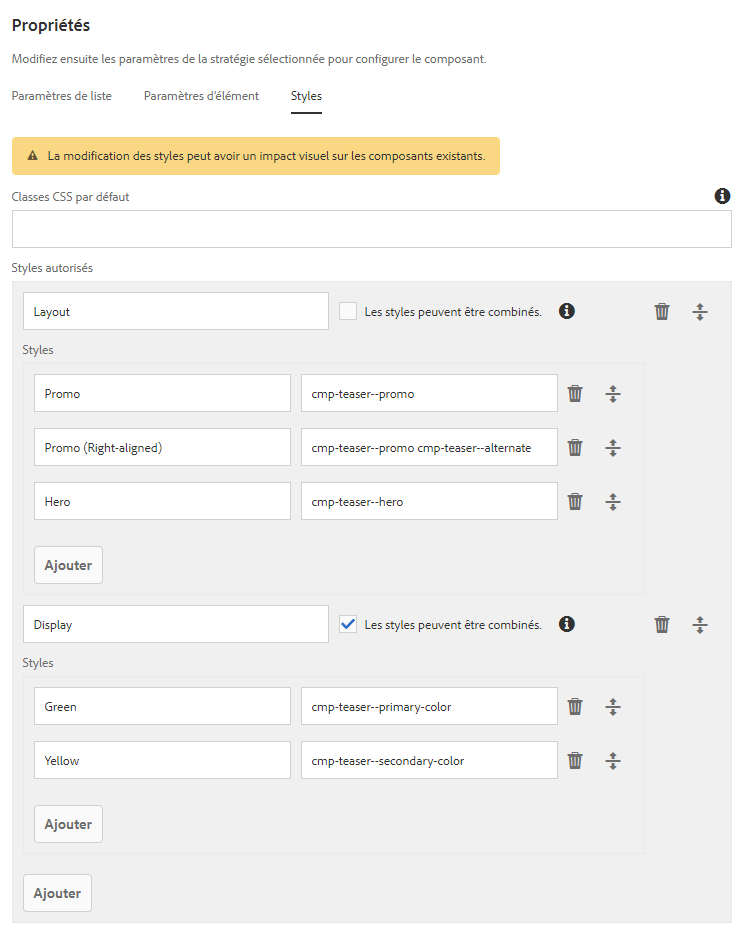 Propriétés
Modifiez ensuite les paramètres de la stratégie sélectionnée pour configurer le composant.
Paramètres de liste Paramètres d'élément Styles
La modification des styles peut avoir un impact visuel sur les composants existants.
Classes CSS par défaut
Styles autorisés
Layout Les styles peuvent être combinés.
Styles
Promo cmp-teaser--promo
Promo (Right-aligned) cmp-teaser--promo cmp-teaser--alternate
Hero cmp-teaser--hero
Ajouter
Display Les styles peuvent être combinés.
Styles
Green cmp-teaser--primary-color
Yellow cmp-teaser--secondary-color
Ajouter
Ajouter